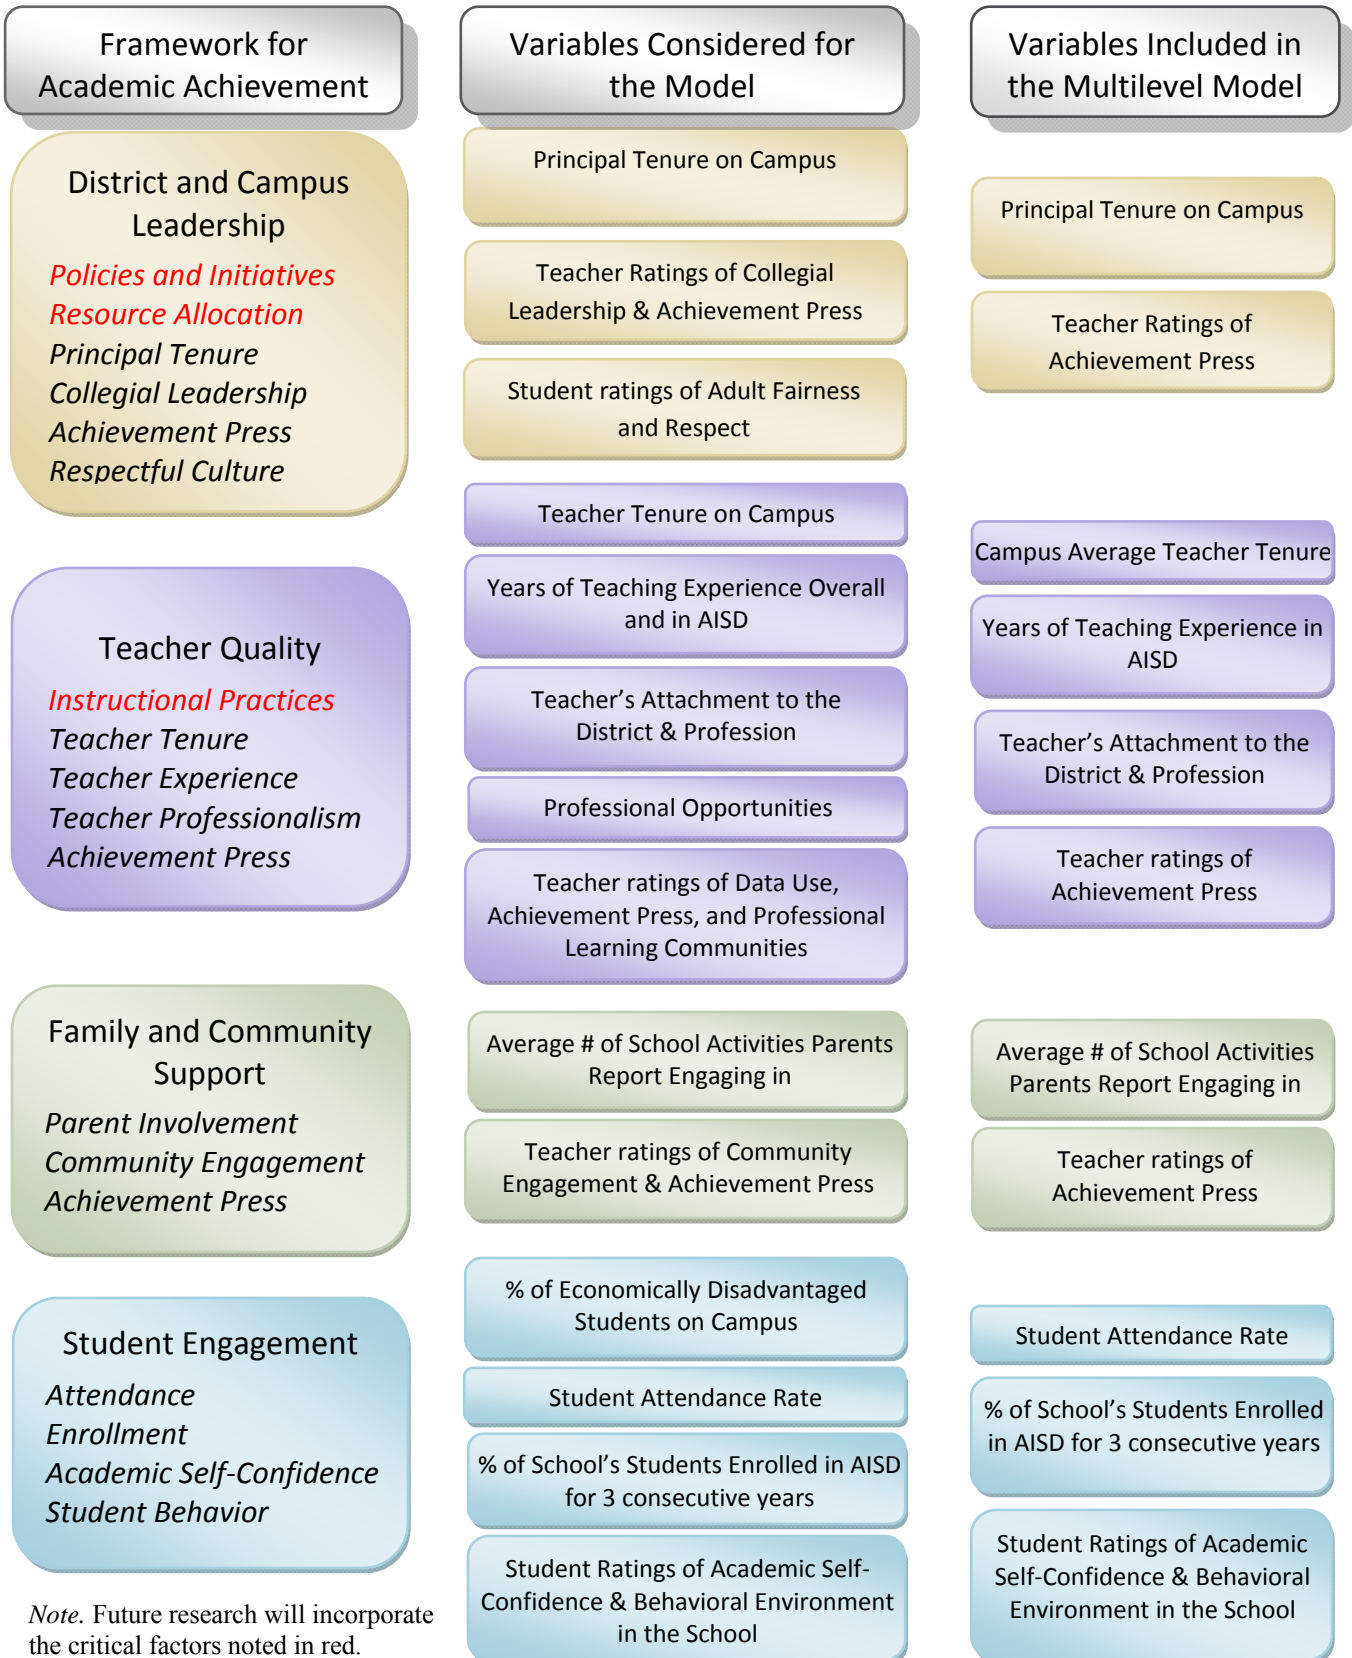 Framework for
Academic Achievement
Variables Considered for
the Model
Variables Included in
the Multilevel Model
District and Campus
Leadership
Policies and Initiatives
Resource Allocation
Principal Tenure
Collegial Leadership
Achievement Press
Respectful Culture
Principal Tenure on Campus
Teacher Ratings of Collegial
Leadership & Achievement Press
Student ratings of Adult Fairness
and Respect
Principal Tenure on Campus
Teacher Ratings of
Achievement Press
Teacher Quality
Instructional Practices
Teacher Tenure
Teacher Experience
Teacher Professionalism
Achievement Press
Teacher Tenure on Campus
Years of Teaching Experience Overall
and in AISD
Teacher’s Attachment to the
District & Profession
Professional Opportunities
Teacher ratings of Data Use,
Achievement Press, and Professional
Learning Communities
Campus Average Teacher Tenure
Years of Teaching Experience in
AISD
Teacher’s Attachment to the
District & Profession
Teacher ratings of
Achievement Press
Family and Community
Support
Parent Involvement
Community Engagement
Achievement Press
Average # of School Activities Parents
Report Engaging in
Teacher ratings of Community
Engagement & Achievement Press
Average # of School Activities
Parents Report Engaging in
Teacher ratings of
Achievement Press
Student Engagement
Attendance
Enrollment
Academic Self-Confidence
Student Behavior
% of Economically Disadvantaged
Students on Campus
Student Attendance Rate
% of School’s Students Enrolled in AISD
for 3 consecutive years
Student Ratings of Academic Self-
Confidence & Behavioral Environment
in the School
Student Attendance Rate
% of School’s Students Enrolled
in AISD for 3 consecutive years
Student Ratings of Academic
Self-Confidence & Behavioral
Environment in the School
Note. Future research will incorporate
the critical factors noted in red.